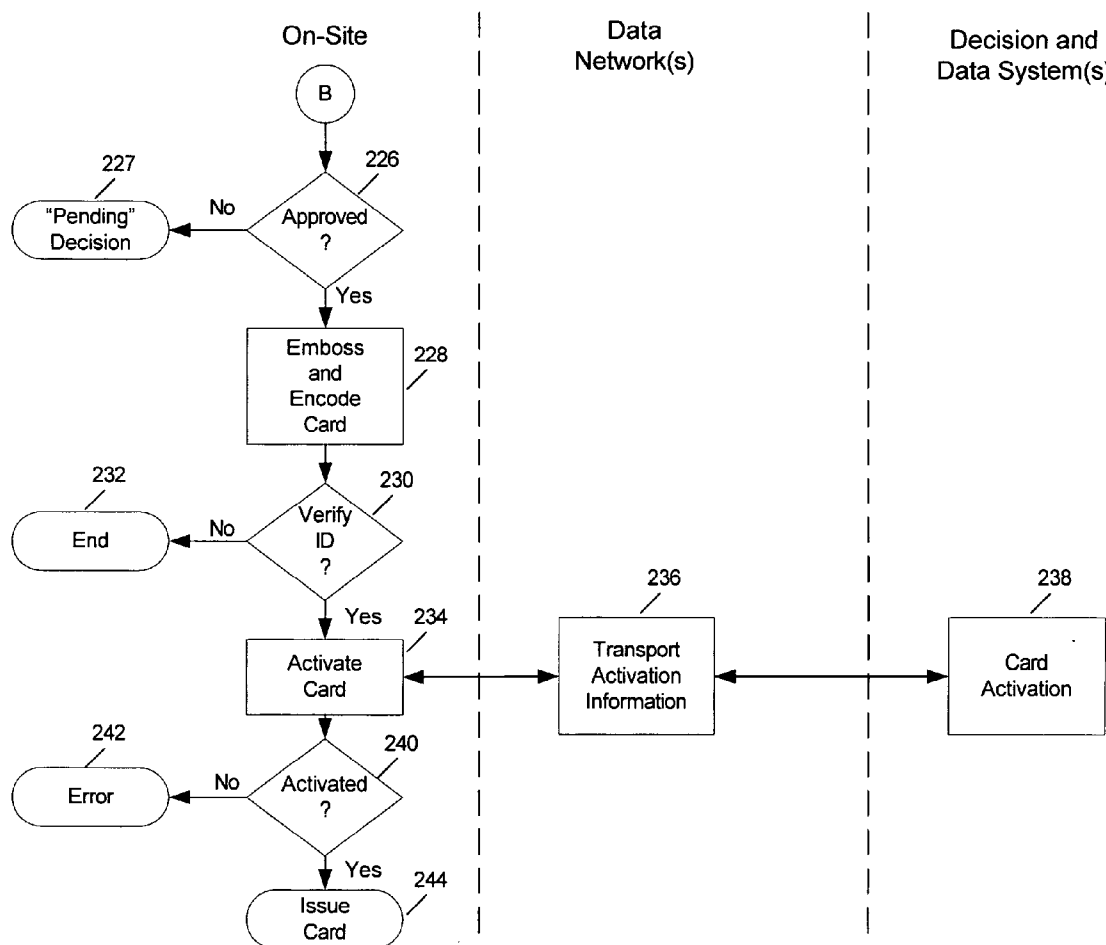 On-Site
Data
Network(s)
Decision and
Data System(s)
B
226
227
Approved
?
No
"Pending"
Decision
Yes
Emboss
and
Encode
Card
228
230
232
Verify
ID
?
No
End
Yes
234
236
238
Activate
Card
Transport
Activation
Information
Card
Activation
240
242
Activated
?
No
Error
Yes
244
Issue
Card